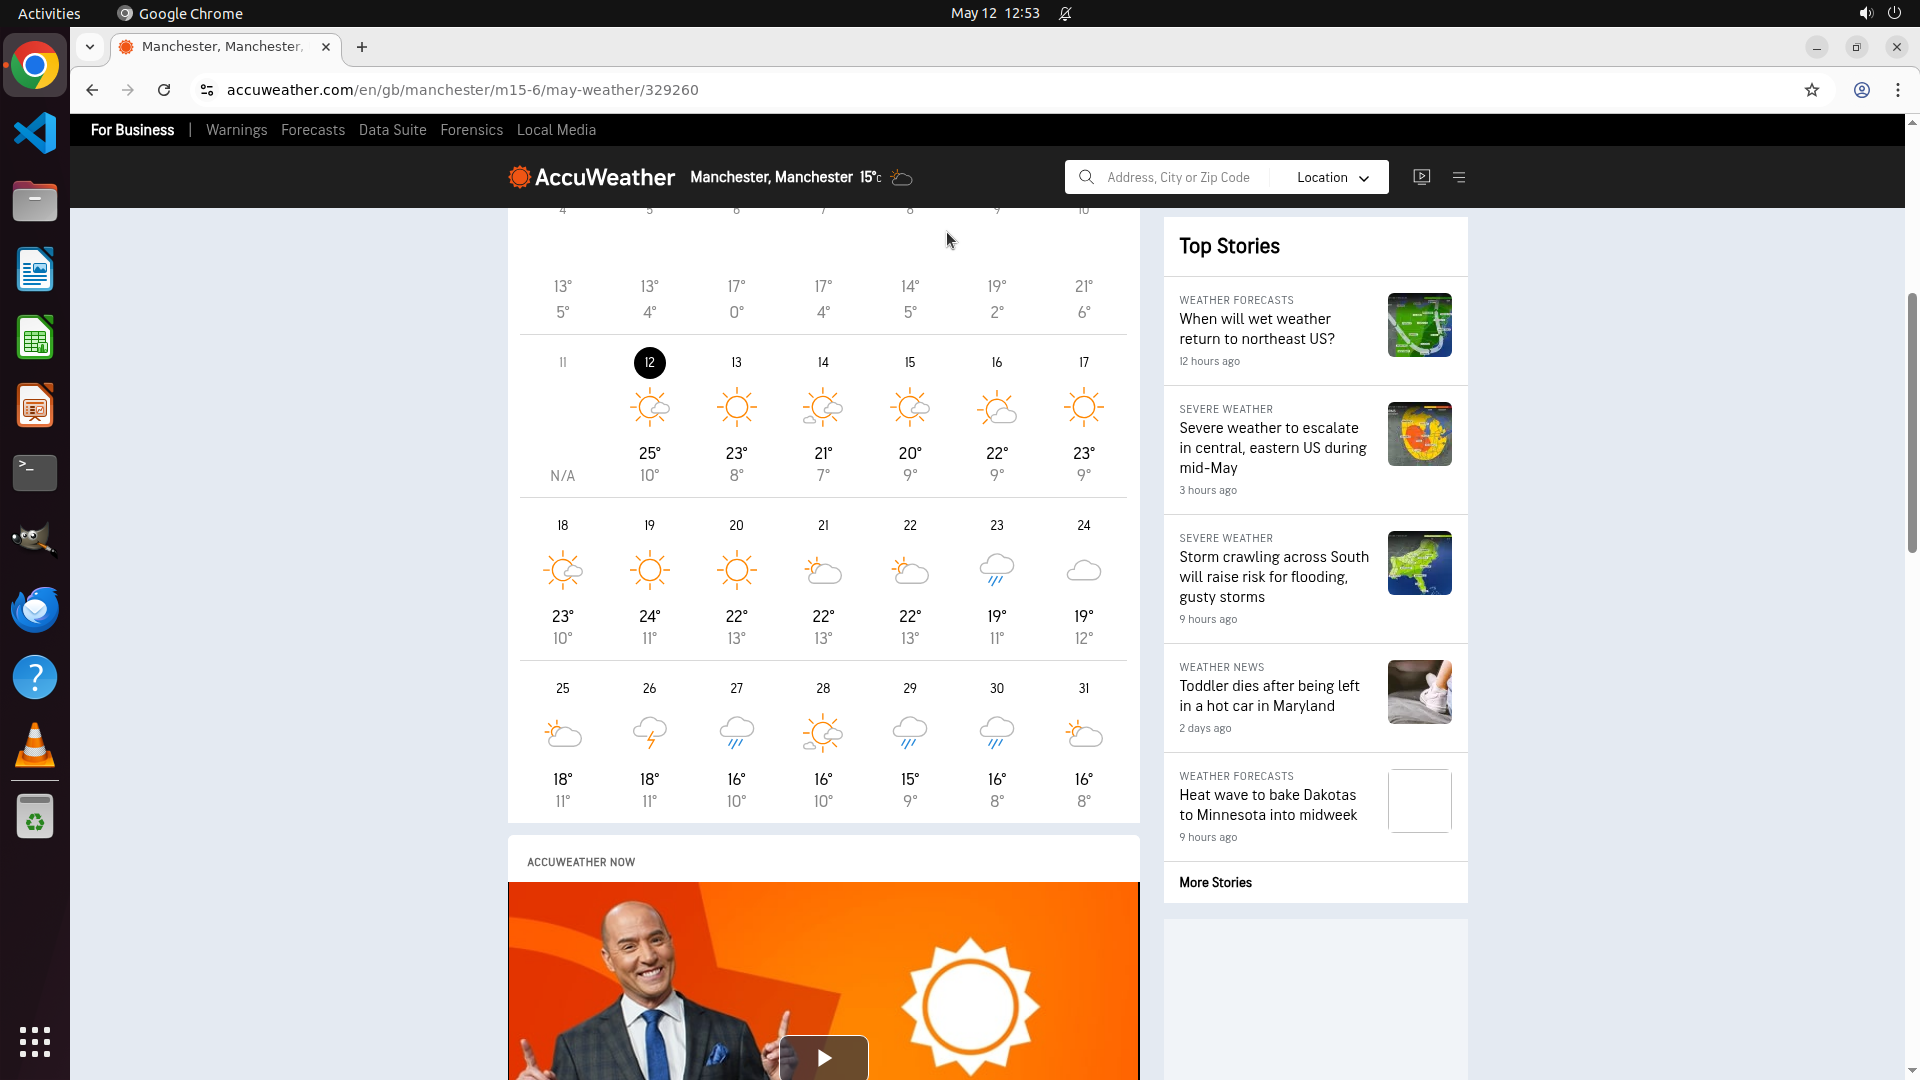 Activities
Google Chrome
May 12 12:53
Manchester, Manchester,
accuweather.com/en/gb/manchester/m15-6/may-weather/329260
For Business | Warnings Forecasts Data Suite Forensics Local Media
AccuWeather Manchester, Manchester 15°C
Address, City or Zip Code Location
4 5 6 7 8 9 10
13° 13° 17° 17° 14° 19° 21°
5° 4° 0° 4° 5° 2° 6°
11 12 13 14 15 16 17
25° 23° 21° 20° 22° 23°
N/A 10° 8° 7° 9° 9° 9°
18 19 20 21 22 23 24
23° 24° 22° 22° 22° 19° 19°
10° 11° 13° 13° 13° 11° 12°
25 26 27 28 29 30 31
18° 18° 16° 16° 15° 16° 16°
11° 11° 10° 10° 9° 8° 8°
ACCUWEATHER NOW
Top Stories
WEATHER FORECASTS
When will wet weather
return to northeast US?
12 hours ago
SEVERE WEATHER
Severe weather to escalate
in central, eastern US during
mid-May
3 hours ago
SEVERE WEATHER
Storm crawling across South
will raise risk for flooding,
gusty storms
9 hours ago
WEATHER NEWS
Toddler dies after being left
in a hot car in Maryland
2 days ago
WEATHER FORECASTS
Heat wave to bake Dakotas
to Minnesota into midweek
9 hours ago
More Stories